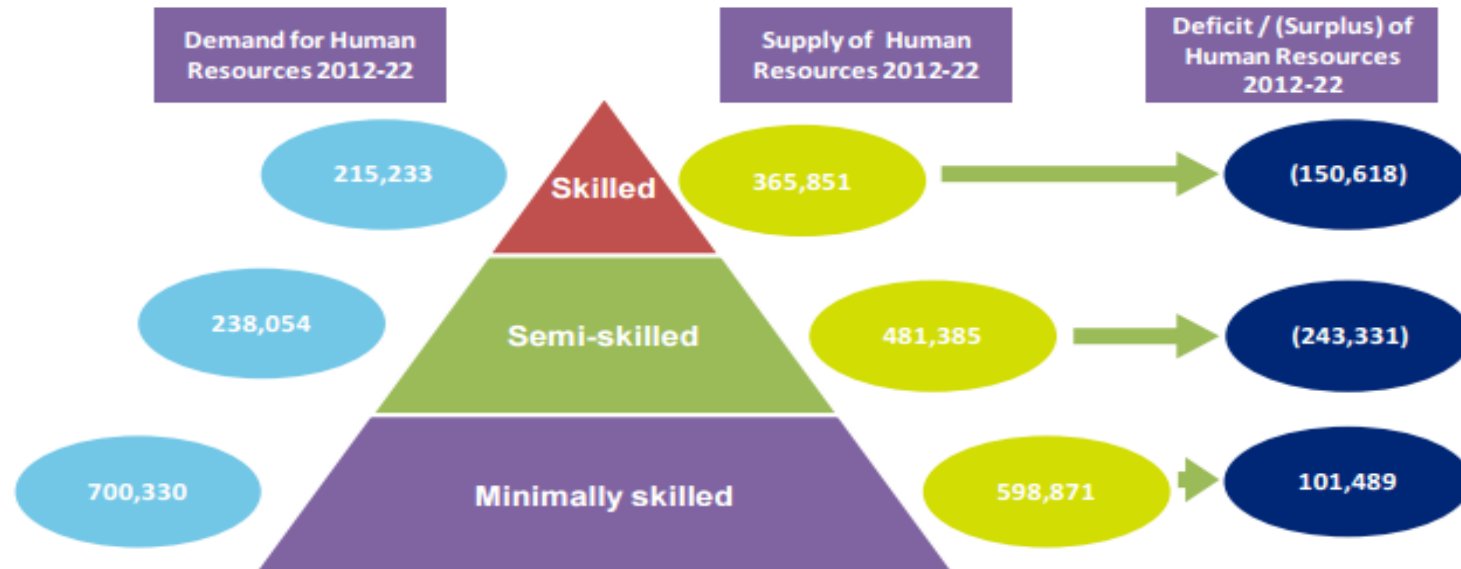 Demand for Human
Resources 2012-22
Supply of Human
Resources 2012-22
Deficit / (Surplus) of
Human Resources
2012-22
215,233
Skilled
365,851
(150,618)
238,054
Semi-skilled
481,385
(243,331)
700,330
Minimally skilled
598,871
101,489